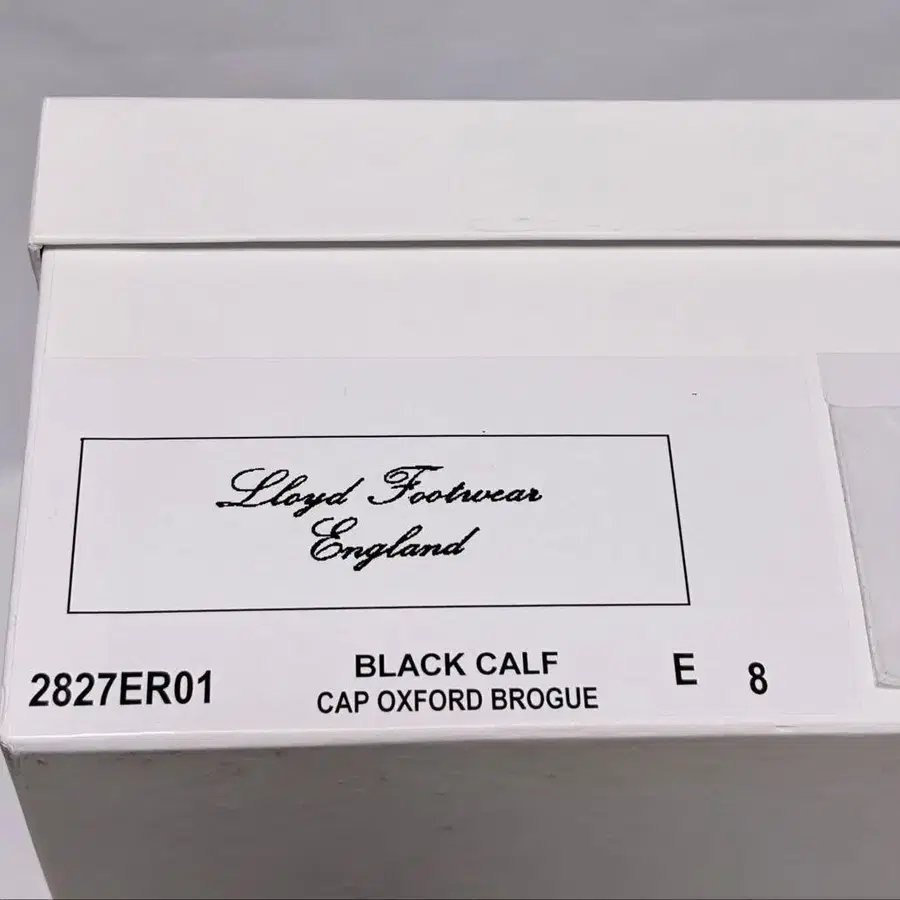 Lloyd Footwear
England
2827ER01 BLACK CALF E 8
CAP OXFORD BROGUE